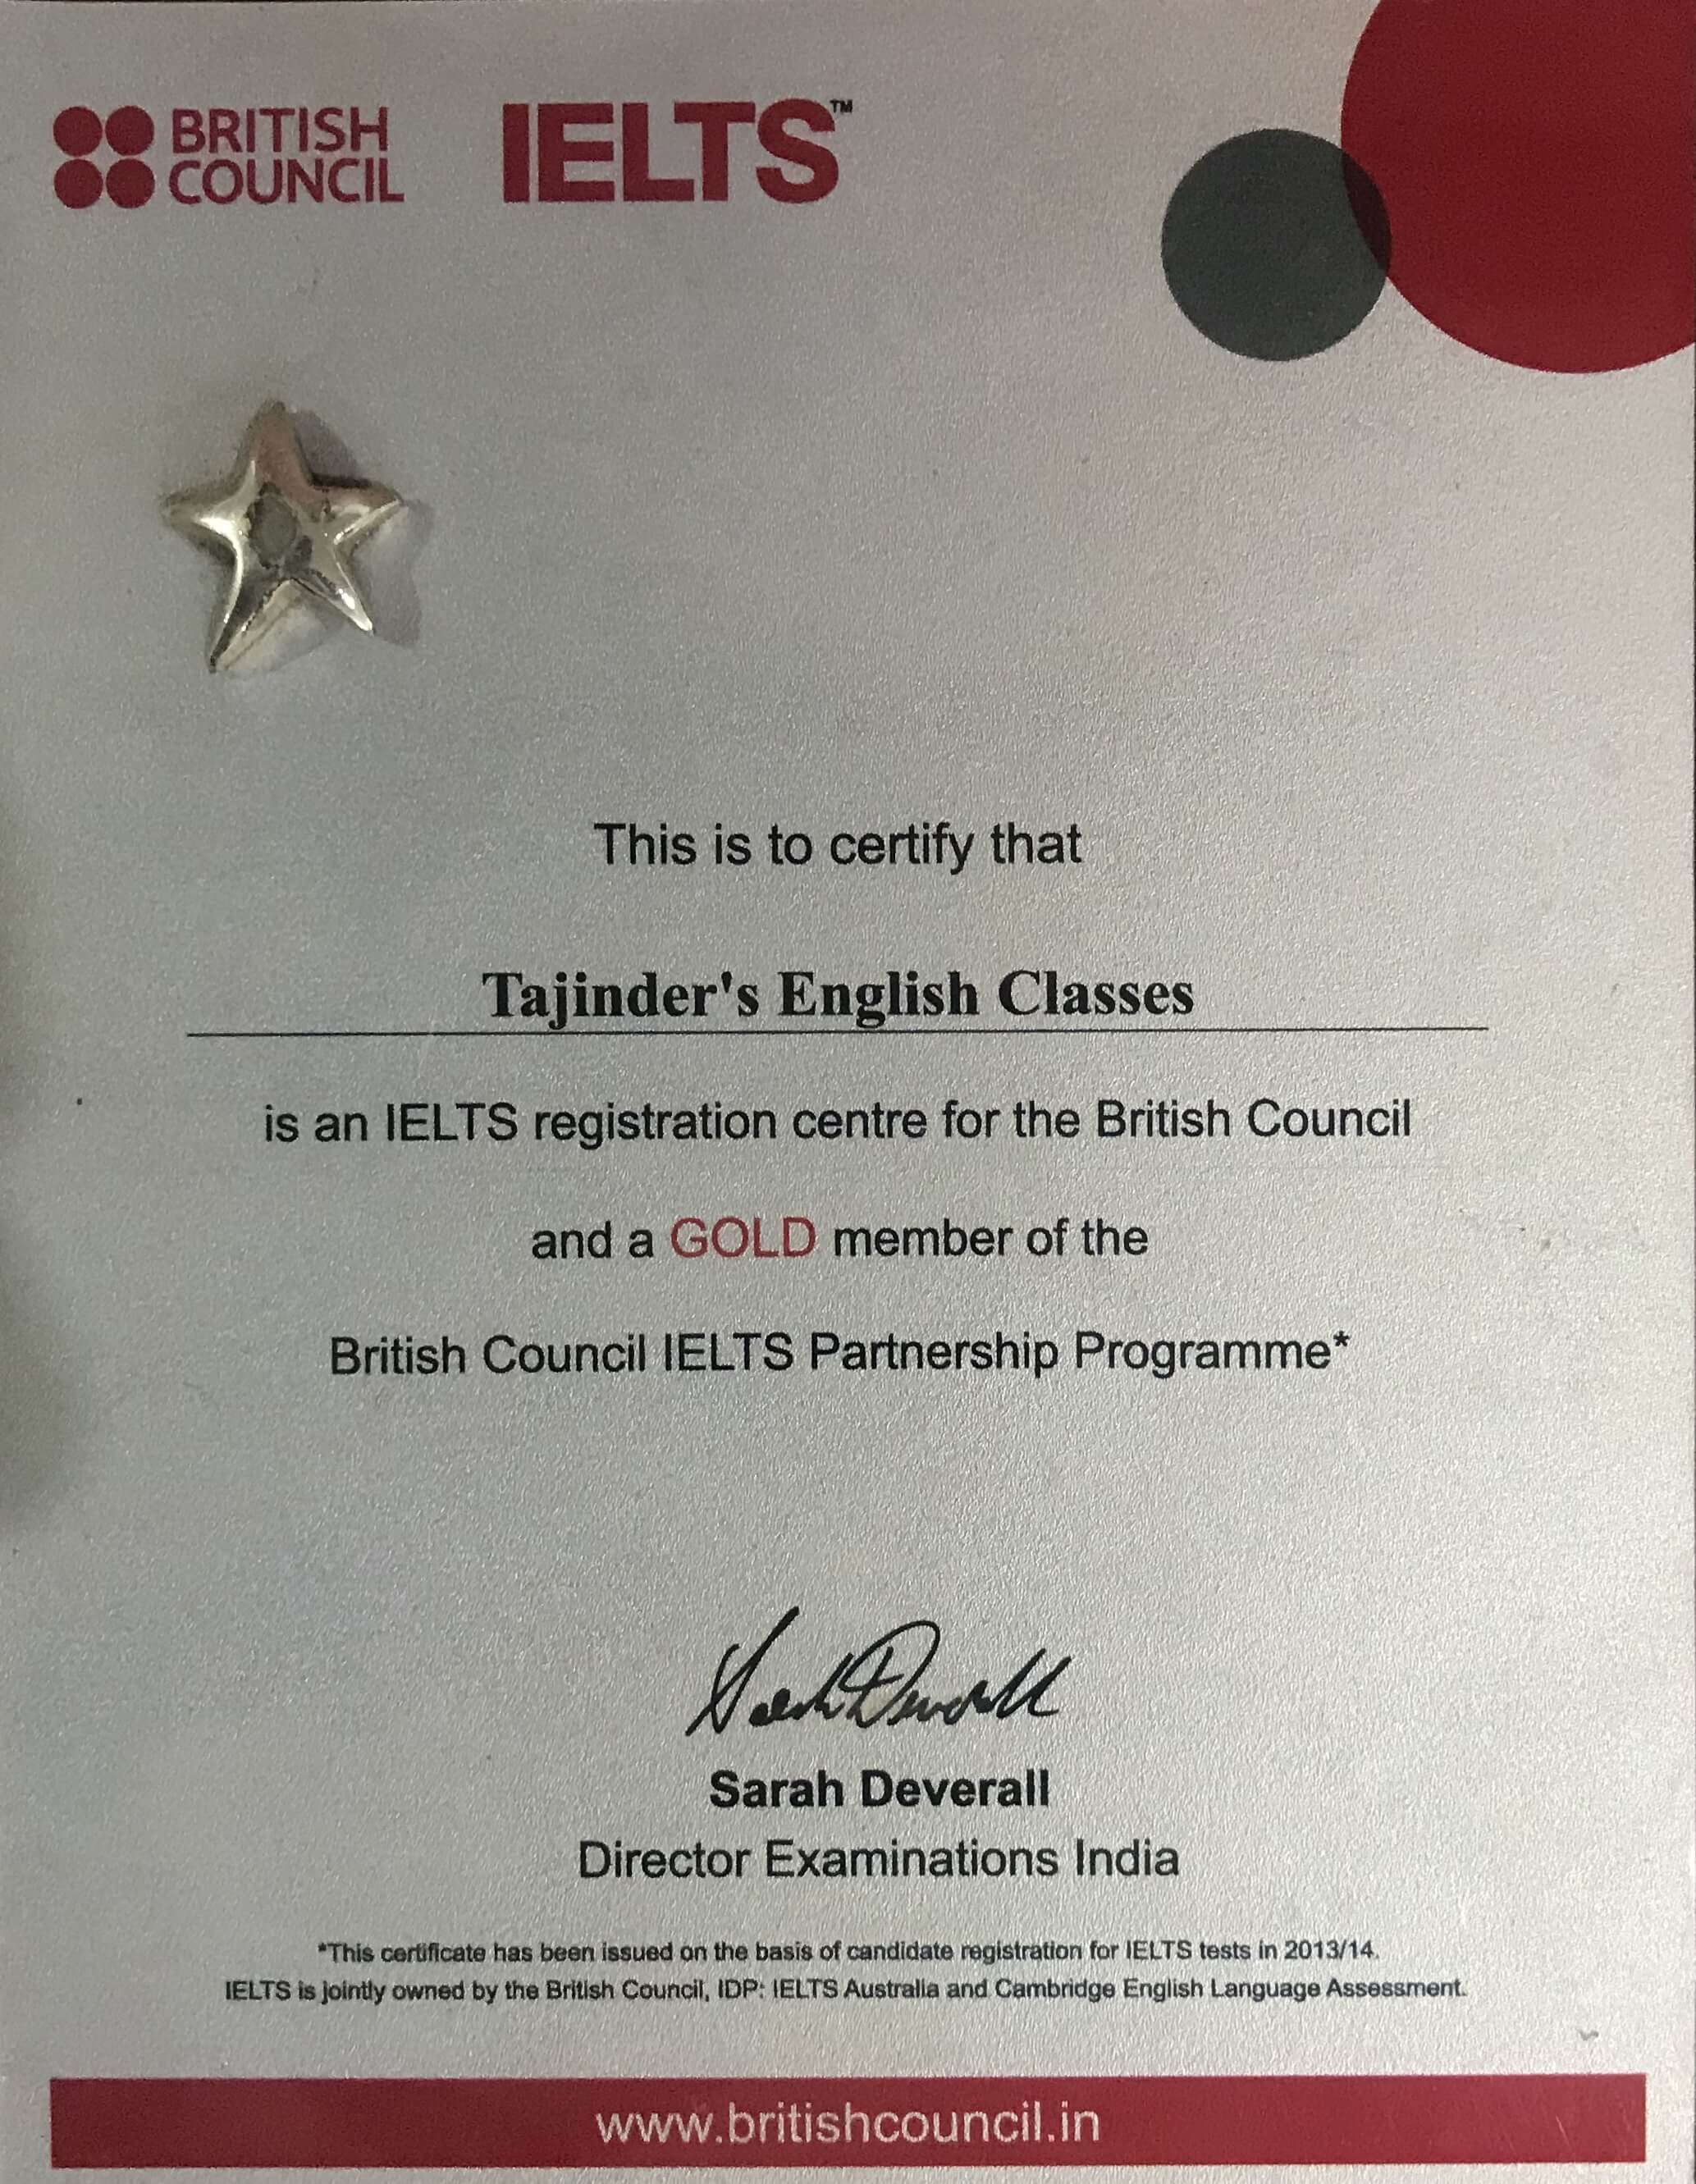 BRITISH
COUNCIL
IELTS™
This is to certify that
Tajinder's English Classes
is an IELTS registration centre for the British Council
and a GOLD member of the
British Council IELTS Partnership Programme*
Sarah Deverall
Sarah Deverall
Director Examinations India
*This certificate has been issued on the basis of candidate registration for IELTS tests in 2013/14.
IELTS is jointly owned by the British Council, IDP: IELTS Australia and Cambridge English Language Assessment.
www.britishcouncil.in